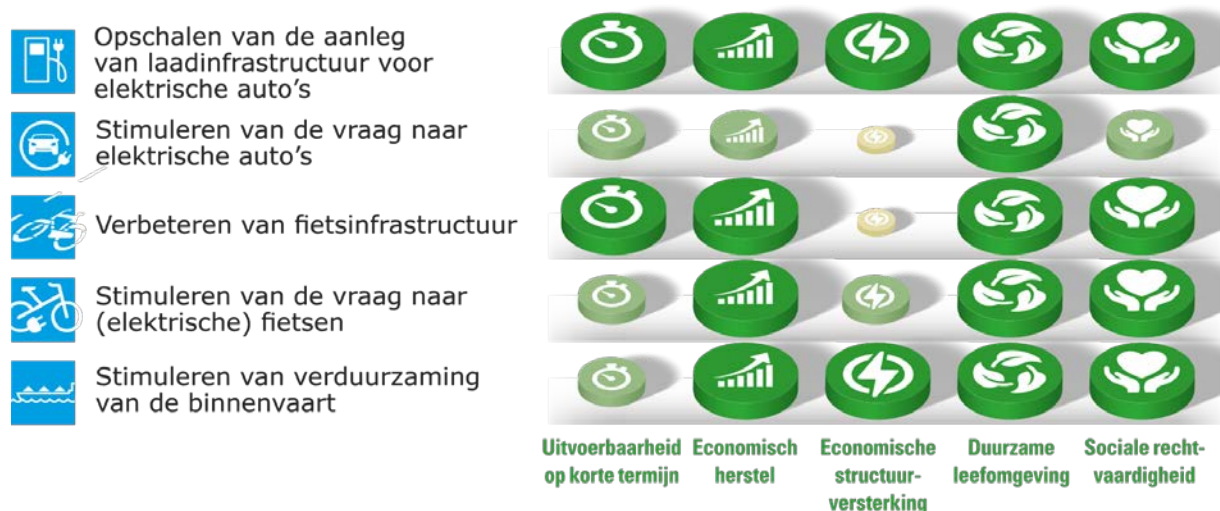 Opschalen van de aanleg
van laadinfrastructuur voor
elektrische auto's
Stimuleren van de vraag naar
elektrische auto's
Verbeteren van fietsinfrastructuur
Stimuleren van de vraag naar
(elektrische) fietsen
Stimuleren van verduurzaming
van de binnenvaart
Uitvoerbaarheid
op korte termijn
Economisch
herstel
Economische
structuur-
versterking
Duurzame
leefomgeving
Sociale recht-
vaardigheid